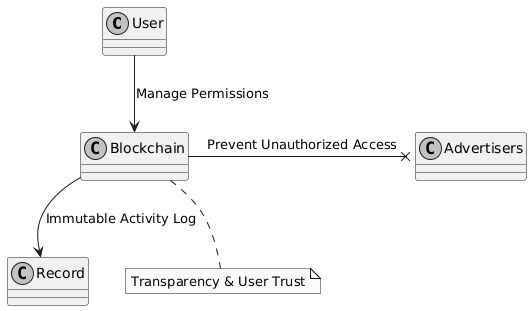 C User
Manage Permissions
C Blockchain
Prevent Unauthorized Access
C Advertisers
Immutable Activity Log
C Record
Transparency & User Trust